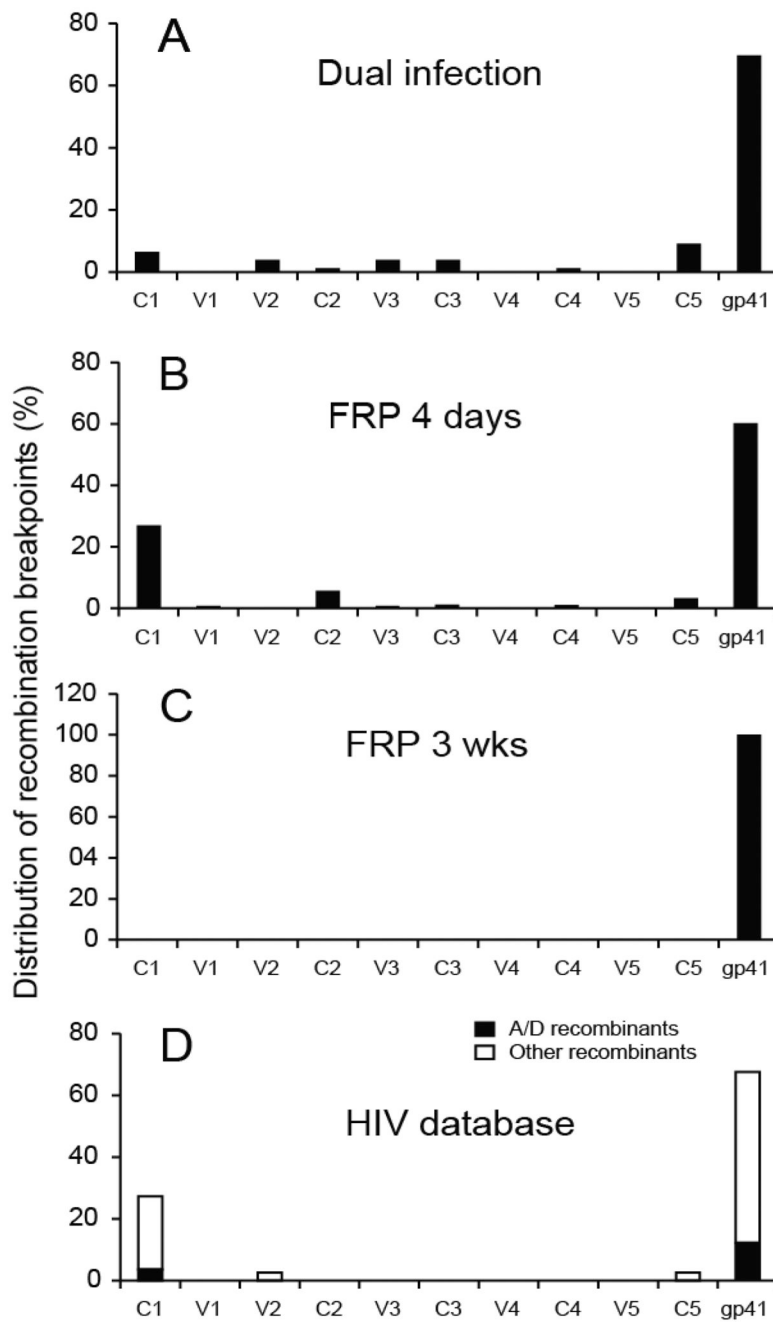 Distribution of recombination breakpoints (%)
A
Dual infection
80
60
40
20
0
C1 V1 V2 C2 V3 C3 V4 C4 V5 C5 gp41
B
FRP 4 days
80
60
40
20
0
C1 V1 V2 C2 V3 C3 V4 C4 V5 C5 gp41
C
FRP 3 wks
120
100
80
60
04
20
0
C1 V1 V2 C2 V3 C3 V4 C4 V5 C5 gp41
D
A/D recombinants
Other recombinants
HIV database
80
60
40
20
0
C1 V1 V2 C2 V3 C3 V4 C4 V5 C5 gp41